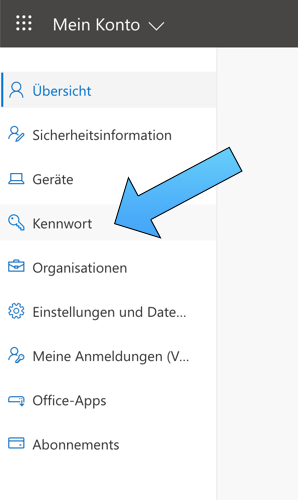 Mein Konto
Übersicht
Sicherheitsinformation
Geräte
Kennwort
Organisationen
Einstellungen und Date...
Meine Anmeldungen (V...
Office-Apps
Abonnements